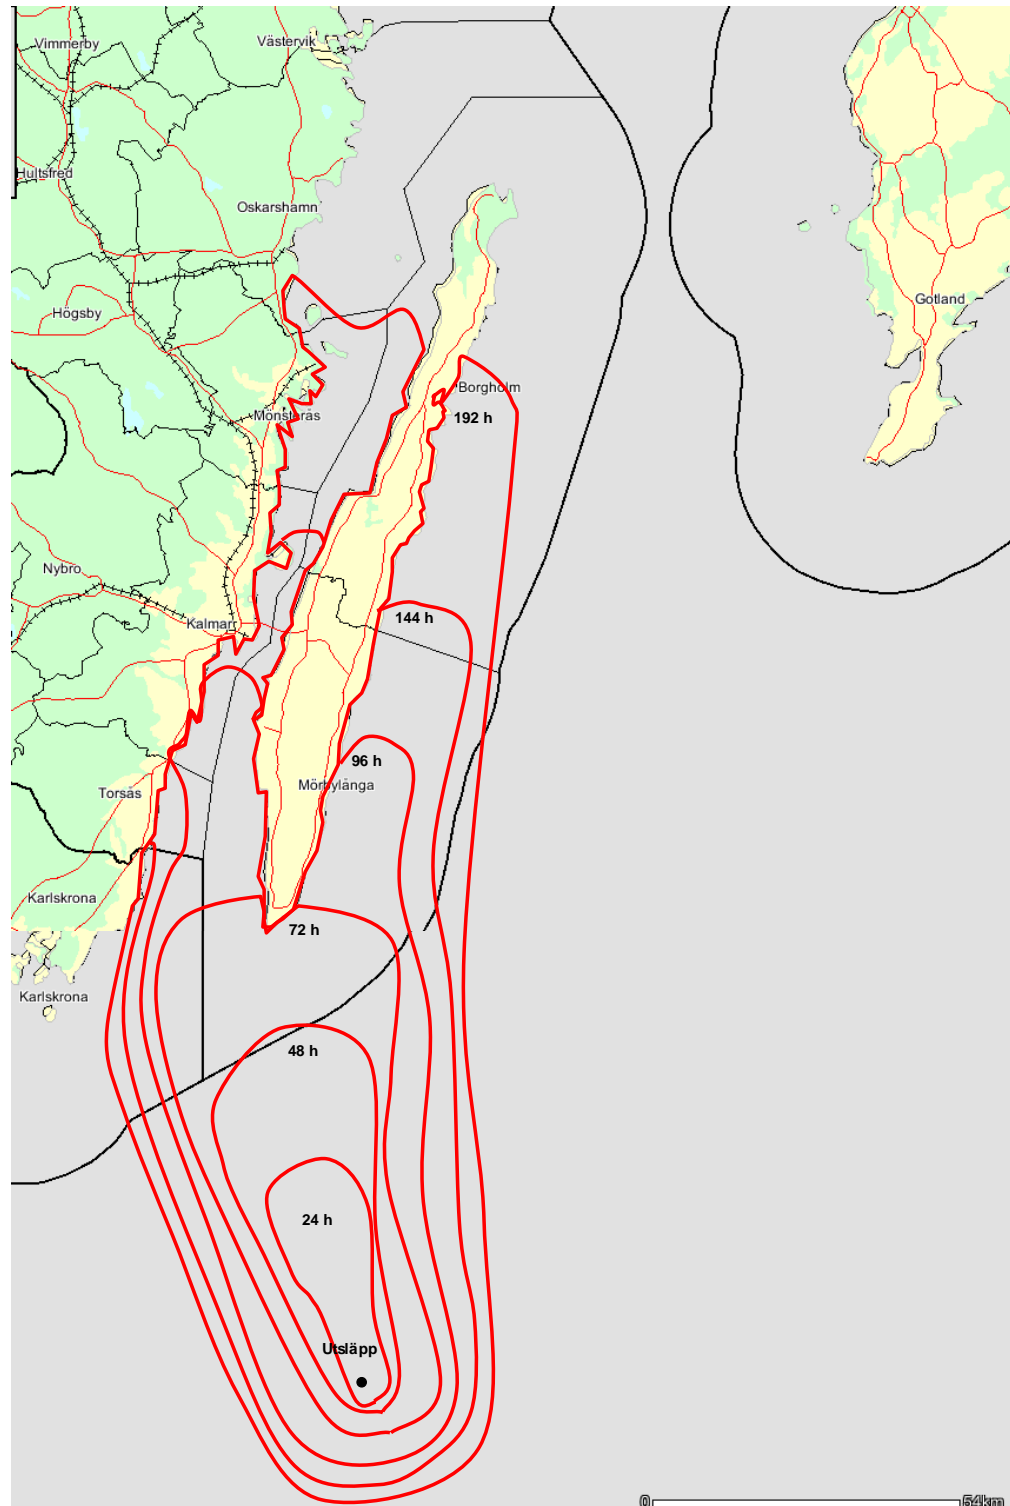 Vimmerby
Västervik
Hultsfred
Oskarshamn
Högsby
Gotland
Borgholm
Mönsterås
192 h
Nybro
Kalmar
144 h
96 h
Torsås
Mörbylånga
Karlskrona
72 h
Karlskrona
48 h
24 h
Utsläpp
0 54km